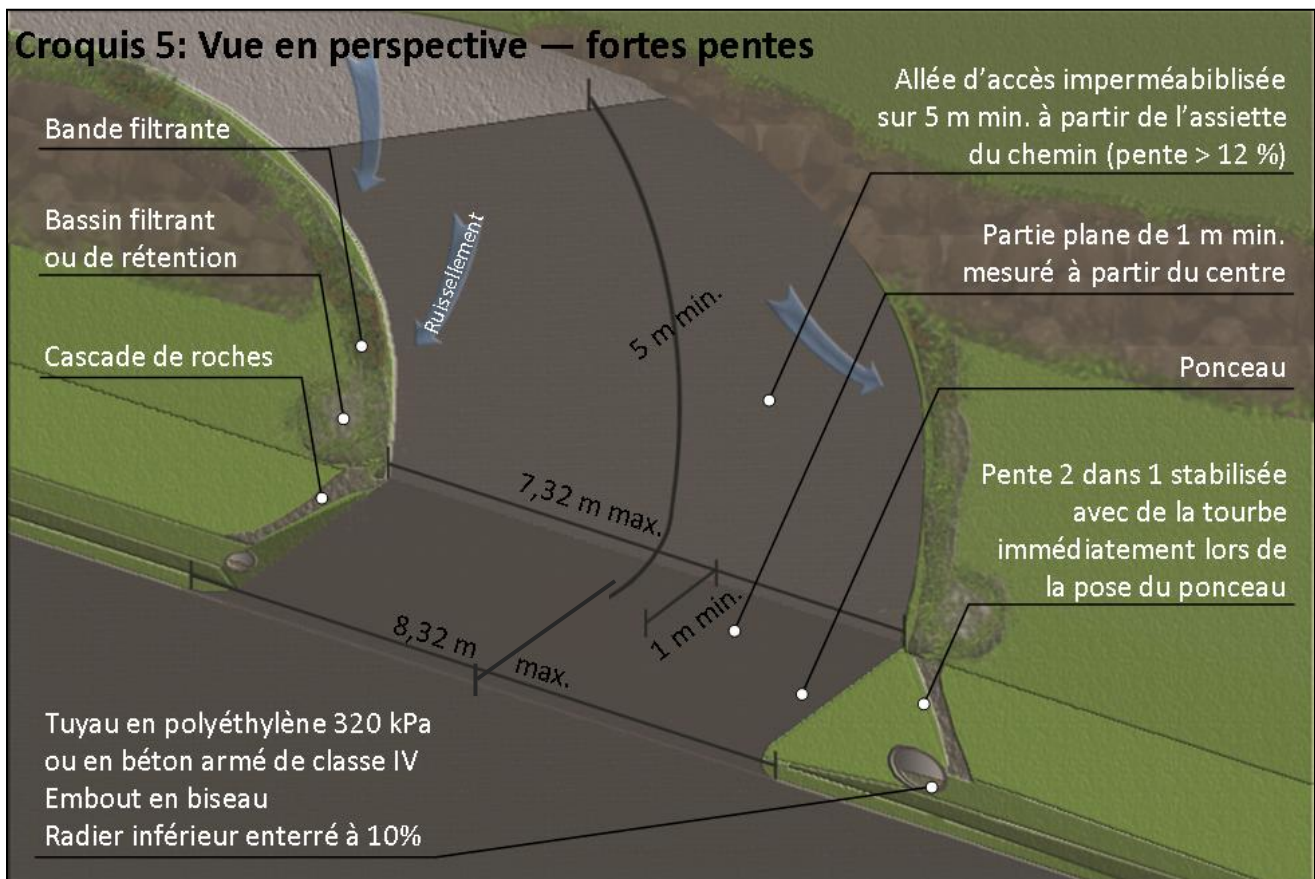 Croquis 5: Vue en perspective — fortes pentes
Bande filtrante
Bassin filtrant
ou de rétention
Cascade de roches
Ruissellement
5 m min.
7,32 m max.
1 m min.
8,32 m max.
Allée d'accès imperméabiblisée
sur 5 m min. à partir de l'assiette
du chemin (pente > 12 %)
Partie plane de 1 m min.
mesuré à partir du centre
Ponceau
Pente 2 dans 1 stabilisée
avec de la tourbe
immédiatement lors de
la pose du ponceau
Tuyau en polyéthylène 320 kPa
ou en béton armé de classe IV
Embout en biseau
Radier inférieur enterré à 10%